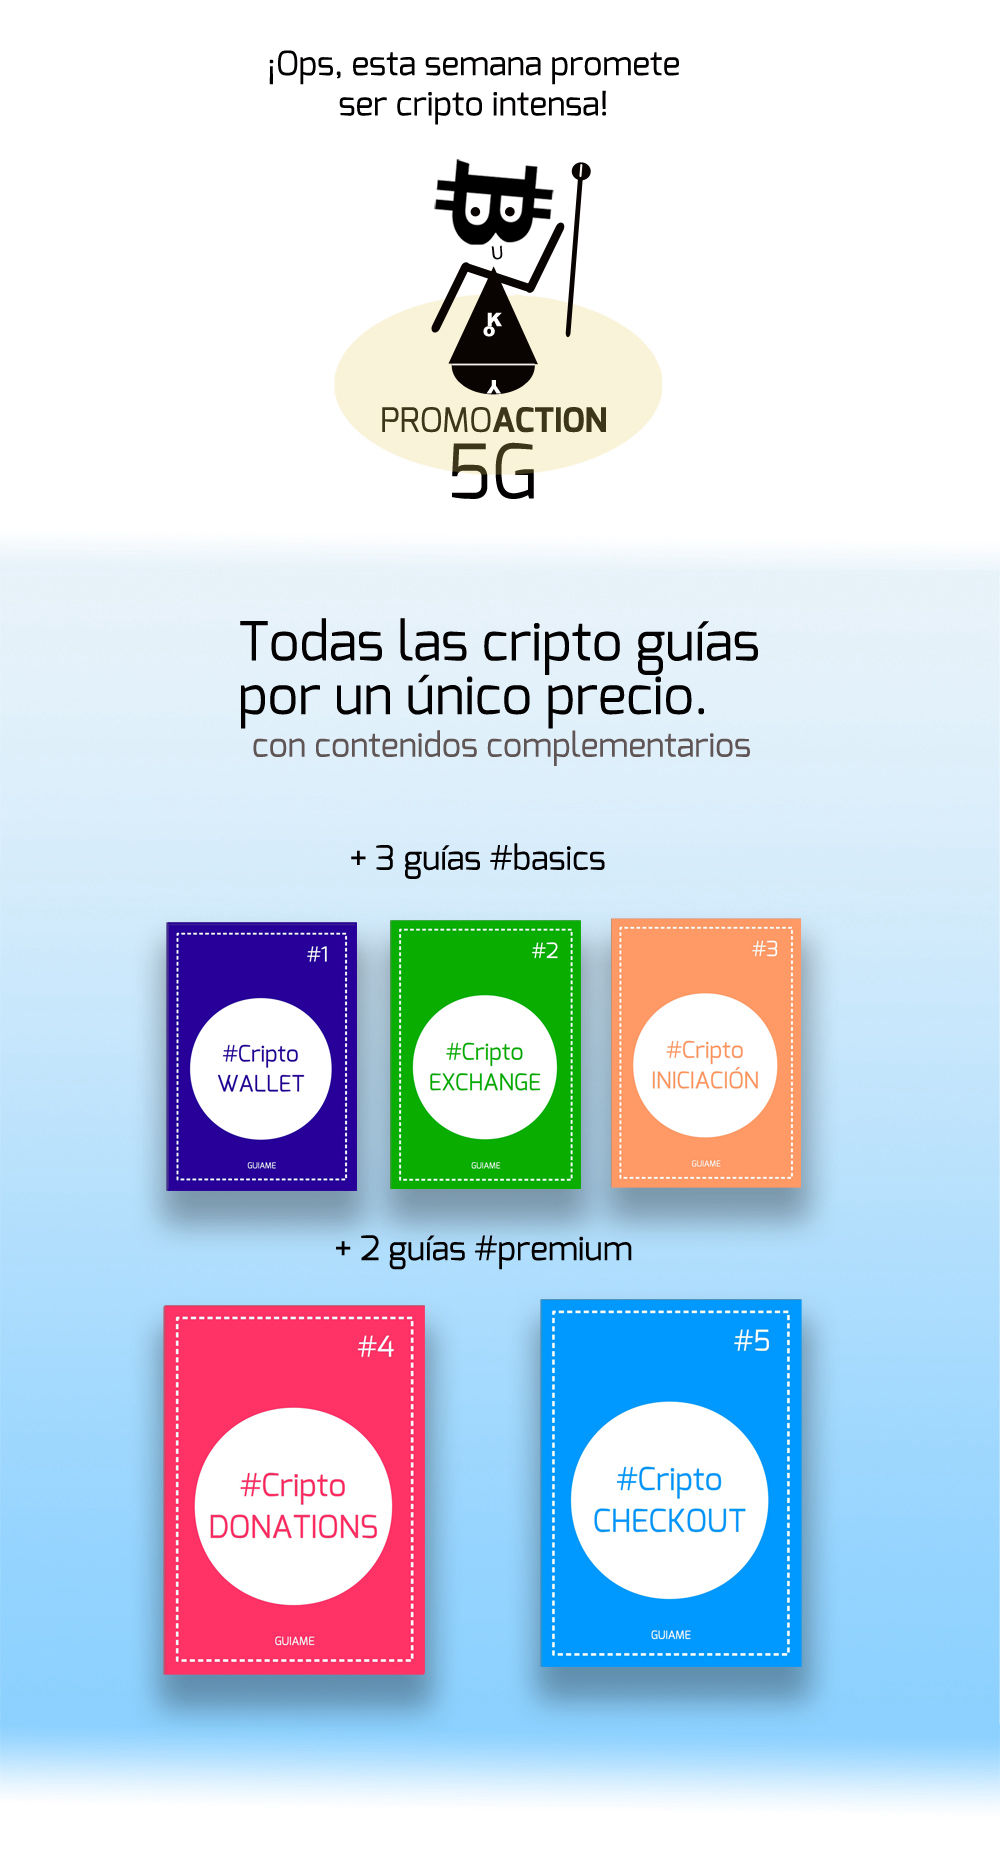 ¡Ops, esta semana promete
ser cripto intensa!
U
K
O
Y
PROMOACTION
5G
Todas las cripto guías
por un único precio.
con contenidos complementarios
+ 3 guías #basics
#1
#Cripto
WALLET
GUIAME
#2
#Cripto
EXCHANGE
GUIAME
#3
#Cripto
INICIACIÓN
GUIAME
+ 2 guías #premium
#4
#Cripto
DONATIONS
GUIAME
#5
#Cripto
CHECKOUT
GUIAME